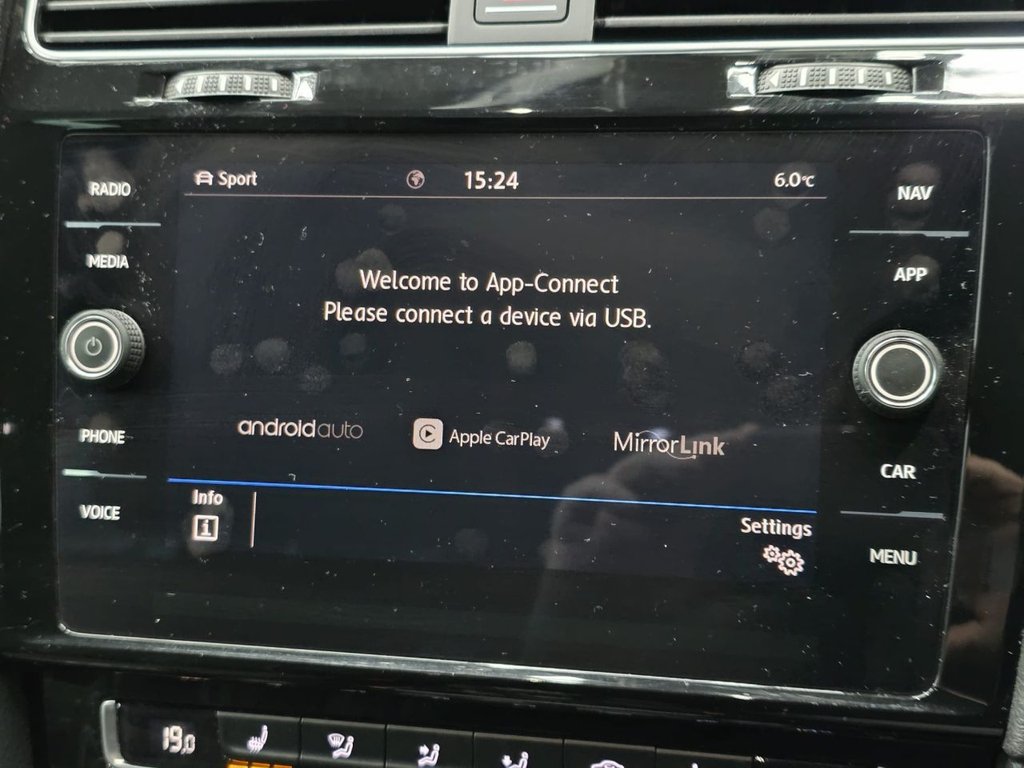 Sport 15:24 6.0°C
RADIO
NAV
MEDIA
APP
Welcome to App-Connect
Please connect a device via USB.
androidauto Apple CarPlay MirrorLink
PHONE
CAR
Info
VOICE
Settings
MENU
19.0